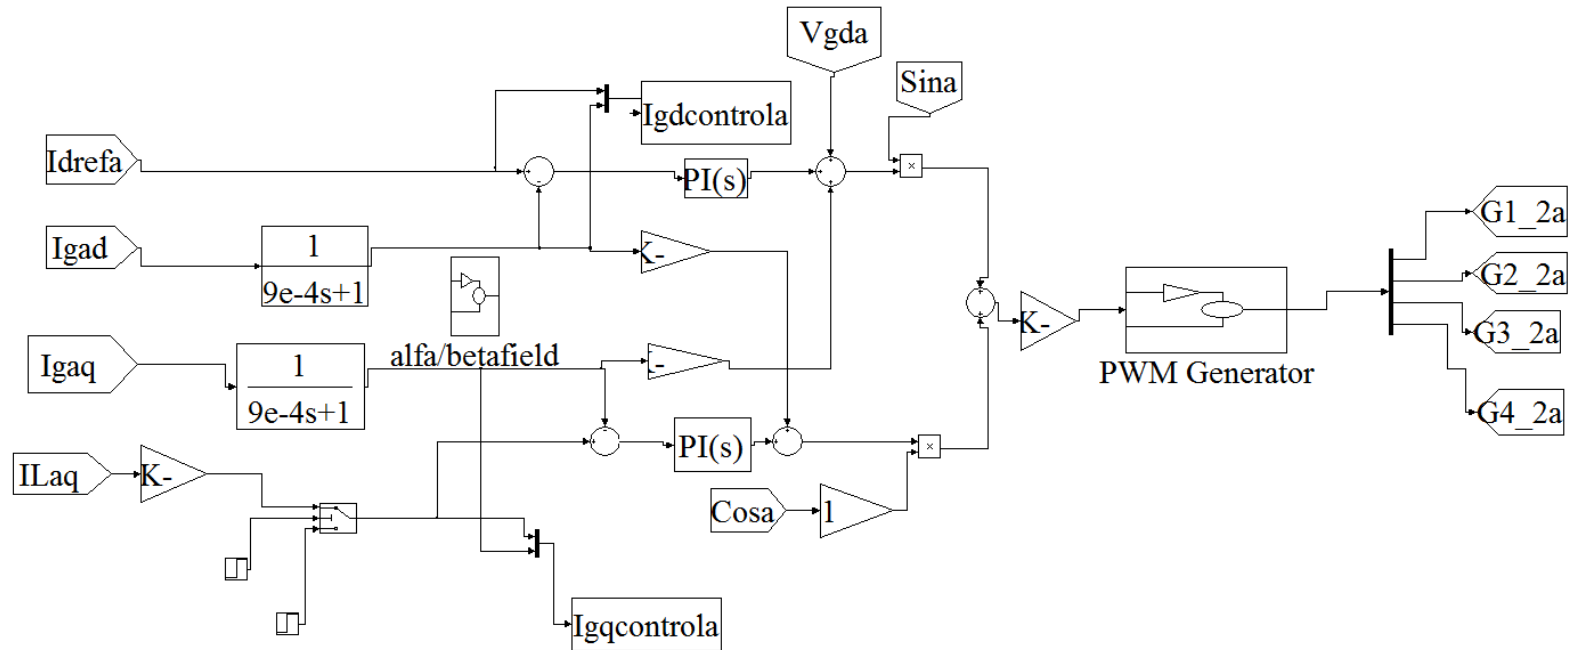 Vgda
Sina
Igdcontrola
Idrefa
PI(s)
G1_2a
Igad
1
9e-4s+1
K-
G2_2a
K-
G3_2a
alfa/betafield
Igaq
1
9e-4s+1
K-
PWM Generator
G4_2a
PI(s)
ILaq
K-
Cosa
1
Igqcontrola